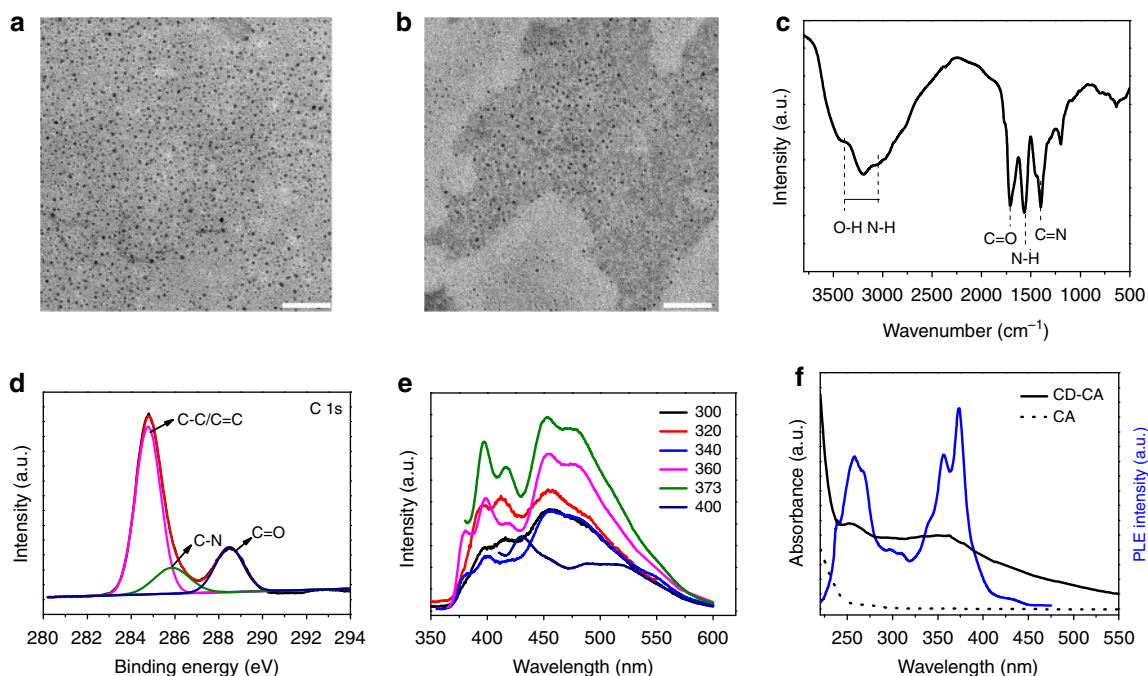 a
b
c
Intensity (a.u.)
O-H N-H
C=O
N-H
C=N
3500 3000 2500 2000 1500 1000 500
Wavenumber (cm⁻¹)
d
C 1s
C-C/C=C
C-N
C=O
Intensity (a.u.)
280 282 284 286 288 290 292 294
Binding energy (eV)
e
300
320
340
360
373
400
Intensity (a.u.)
350 400 450 500 550 600
Wavelength (nm)
f
CD-CA
CA
Absorbance (a.u.)
PLE intensity (a.u.)
250 300 350 400 450 500 550
Wavelength (nm)